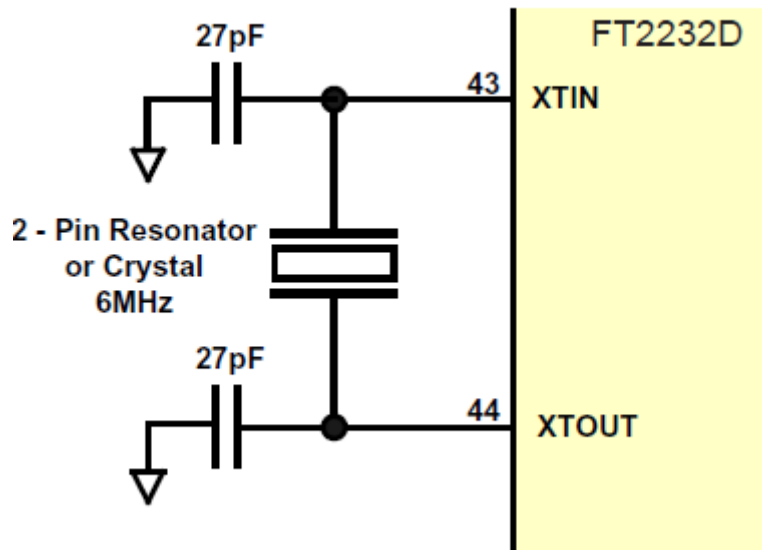 27pF
FT2232D
43
XTIN
2 - Pin Resonator
or Crystal
6MHz
27pF
44
XTOUT